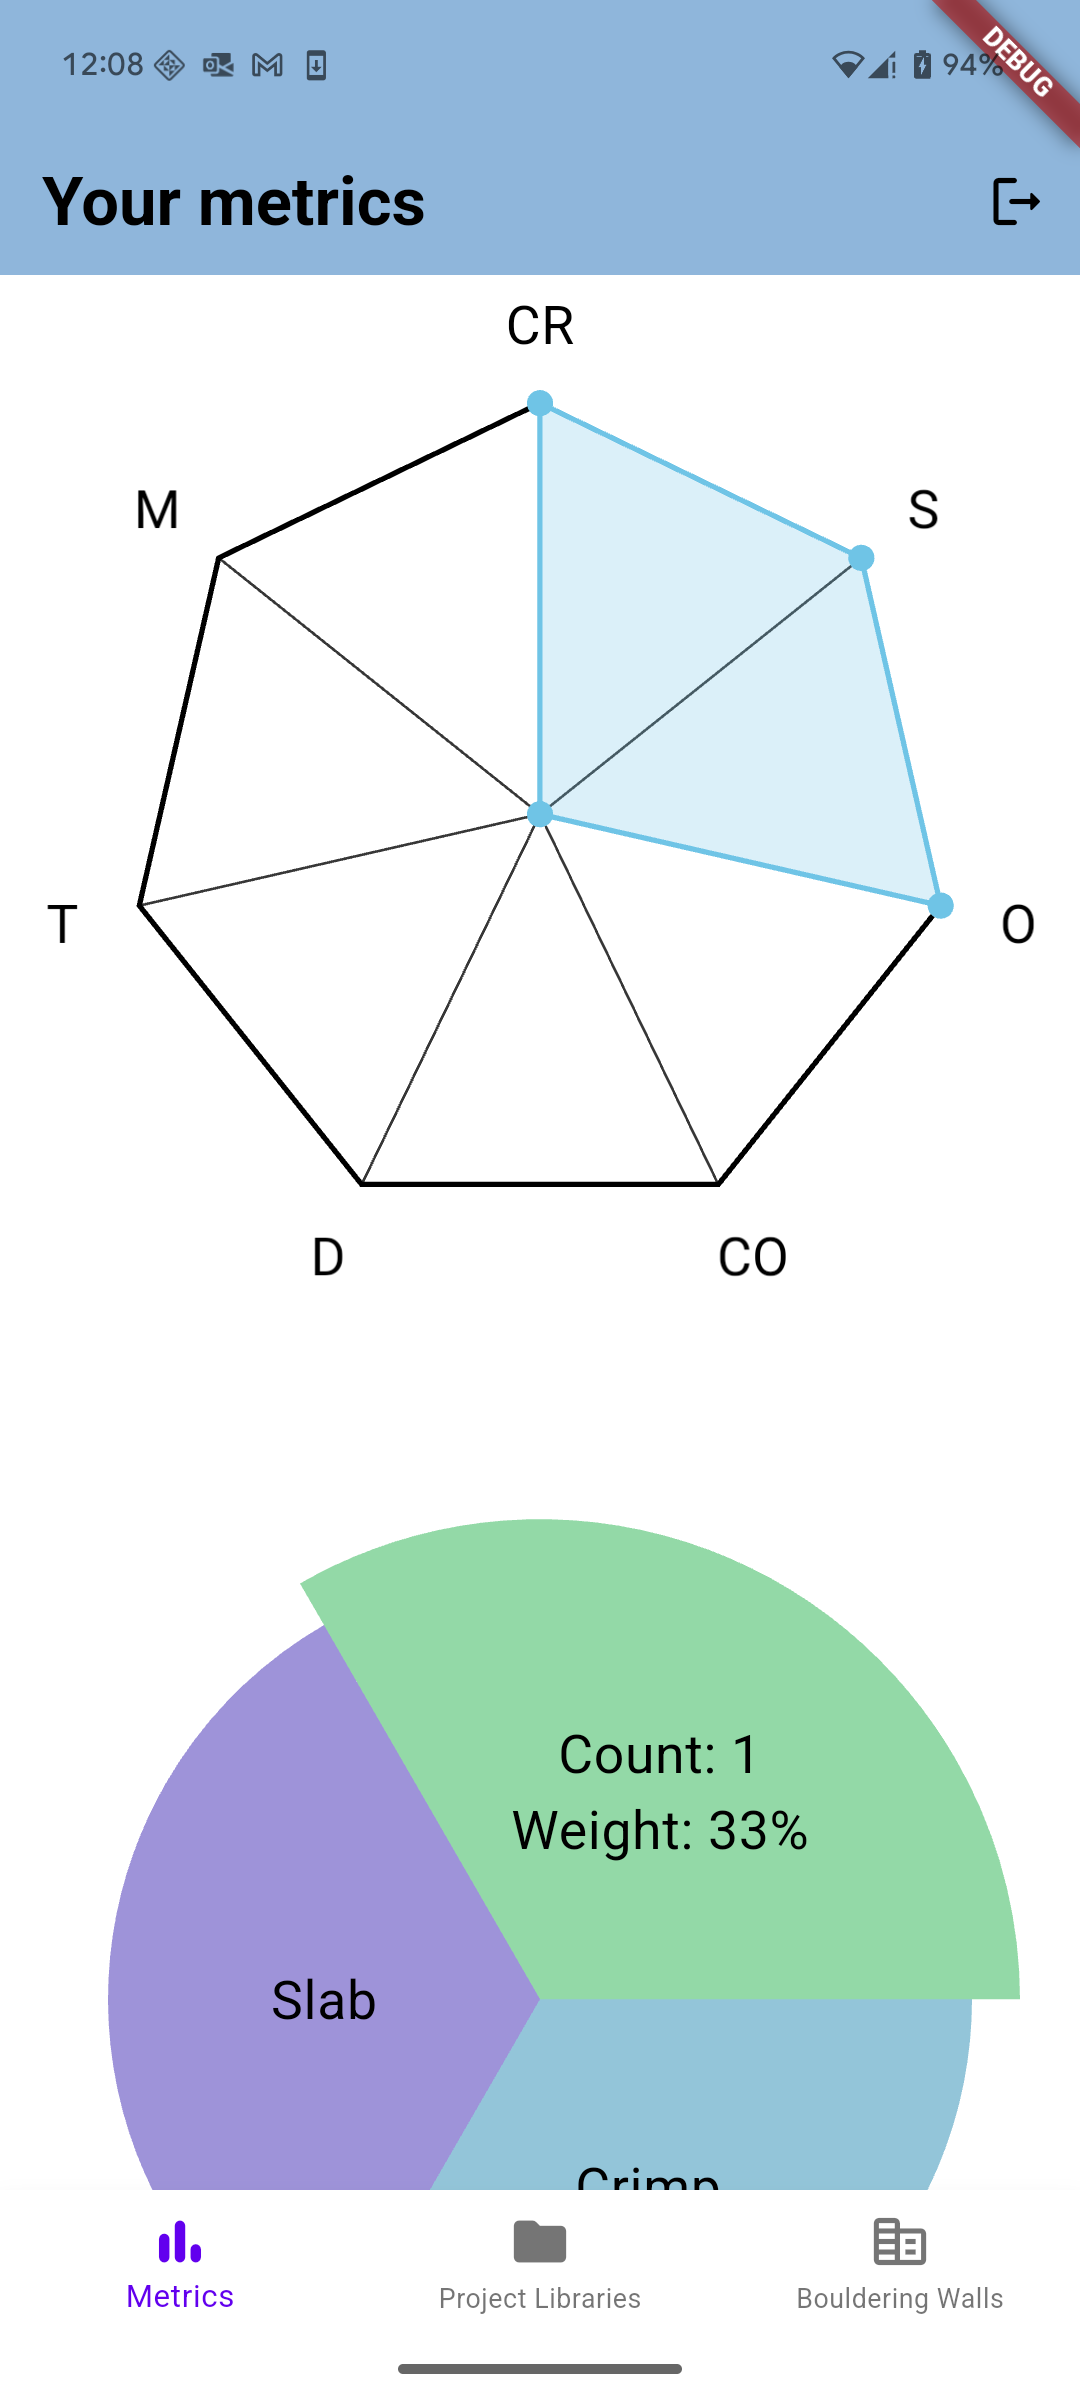 12:08
94%
DEBUG
Your metrics
CR
M
S
T
O
D
CO
Count: 1
Weight: 33%
Slab
Crimp
Metrics
Project Libraries
Bouldering Walls